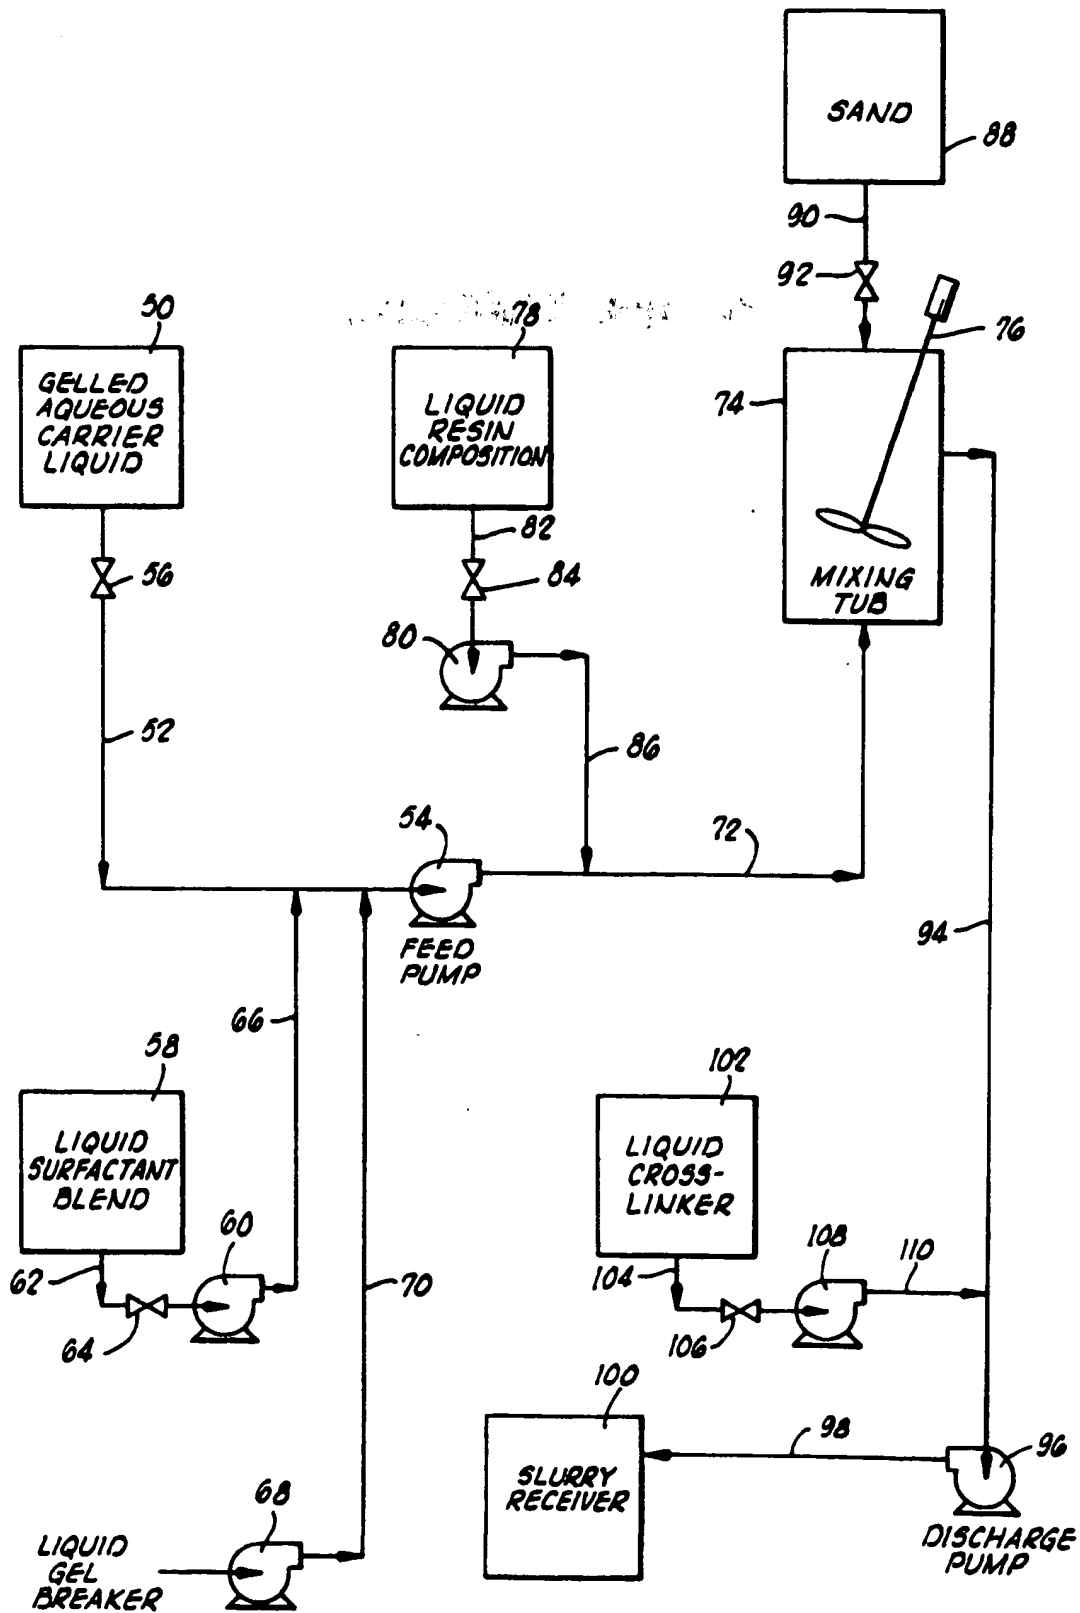 SAND
88
90
92
76
50
GELLED
AQUEOUS
CARRIER
LIQUID
78
LIQUID
RESIN
COMPOSITION
74
MIXING
TUB
56
82
84
80
52
86
54
72
FEED
PUMP
94
66
58
LIQUID
SURFACTANT
BLEND
102
LIQUID
CROSS-
LINKER
60
62
64
70
104
106
108
110
100
SLURRY
RECEIVER
98
96
DISCHARGE
PUMP
68
LIQUID
GEL
BREAKER